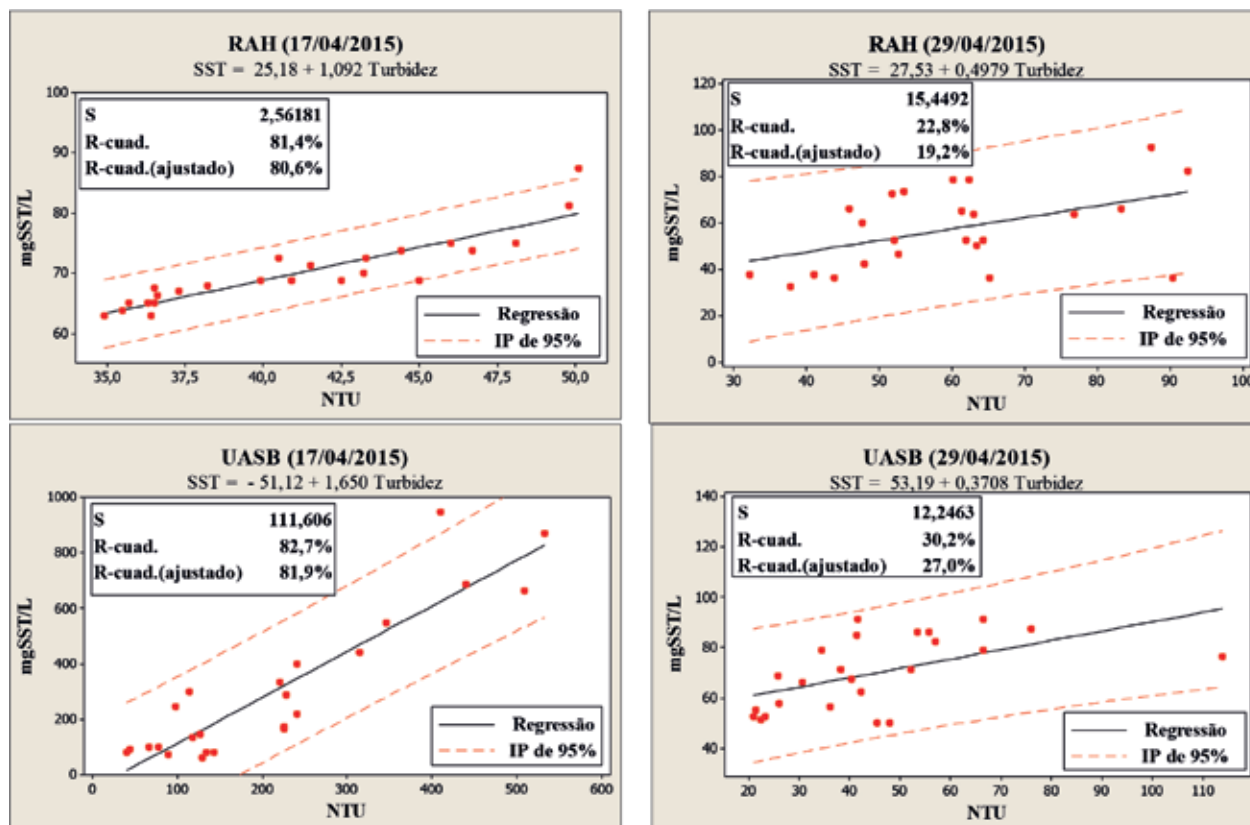 RAH (17/04/2015)
SST = 25,18 + 1,092 Turbidez
S 2,56181
R-cuad. 81,4%
R-cuad.(ajustado) 80,6%
100
90
80
70
60
mgSST/L
Regressão
IP de 95%
35,0 37,5 40,0 42,5 45,0 47,5 50,0
NTU
RAH (29/04/2015)
SST = 27,53 + 0,4979 Turbidez
S 15,4492
R-cuad. 22,8%
R-cuad.(ajustado) 19,2%
120
100
80
60
40
20
0
mgSST/L
Regressão
IP de 95%
30 40 50 60 70 80 90 100
NTU
UASB (17/04/2015)
SST = - 51,12 + 1,650 Turbidez
S 111,606
R-cuad. 82,7%
R-cuad.(ajustado) 81,9%
1000
800
600
400
200
0
mgSST/L
Regressão
IP de 95%
0 100 200 300 400 500 600
NTU
UASB (29/04/2015)
SST = 53,19 + 0,3708 Turbidez
S 12,2463
R-cuad. 30,2%
R-cuad.(ajustado) 27,0%
140
120
100
80
60
40
mgSST/L
Regressão
IP de 95%
20 30 40 50 60 70 80 90 100 110
NTU